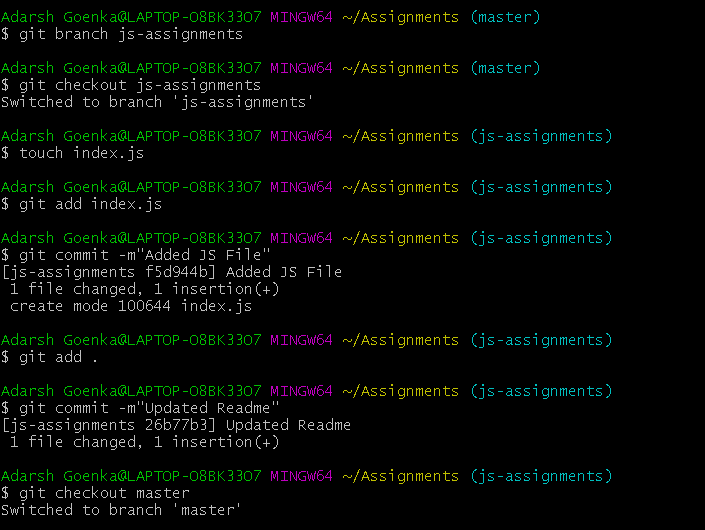 Adarsh Goenka@LAPTOP-O8BK33O7 MINGW64 ~/Assignments (master)
$ git branch js-assignments
Adarsh Goenka@LAPTOP-O8BK33O7 MINGW64 ~/Assignments (master)
$ git checkout js-assignments
Switched to branch 'js-assignments'
Adarsh Goenka@LAPTOP-O8BK33O7 MINGW64 ~/Assignments (js-assignments)
$ touch index.js
Adarsh Goenka@LAPTOP-O8BK33O7 MINGW64 ~/Assignments (js-assignments)
$ git add index.js
Adarsh Goenka@LAPTOP-O8BK33O7 MINGW64 ~/Assignments (js-assignments)
$ git commit -m"Added JS File"
[js-assignments f5d944b] Added JS File
1 file changed, 1 insertion(+)
create mode 100644 index.js
Adarsh Goenka@LAPTOP-O8BK33O7 MINGW64 ~/Assignments (js-assignments)
$ git add .
Adarsh Goenka@LAPTOP-O8BK33O7 MINGW64 ~/Assignments (js-assignments)
$ git commit -m"Updated Readme"
[js-assignments 26b77b3] Updated Readme
1 file changed, 1 insertion(+)
Adarsh Goenka@LAPTOP-O8BK33O7 MINGW64 ~/Assignments (js-assignments)
$ git checkout master
Switched to branch 'master'